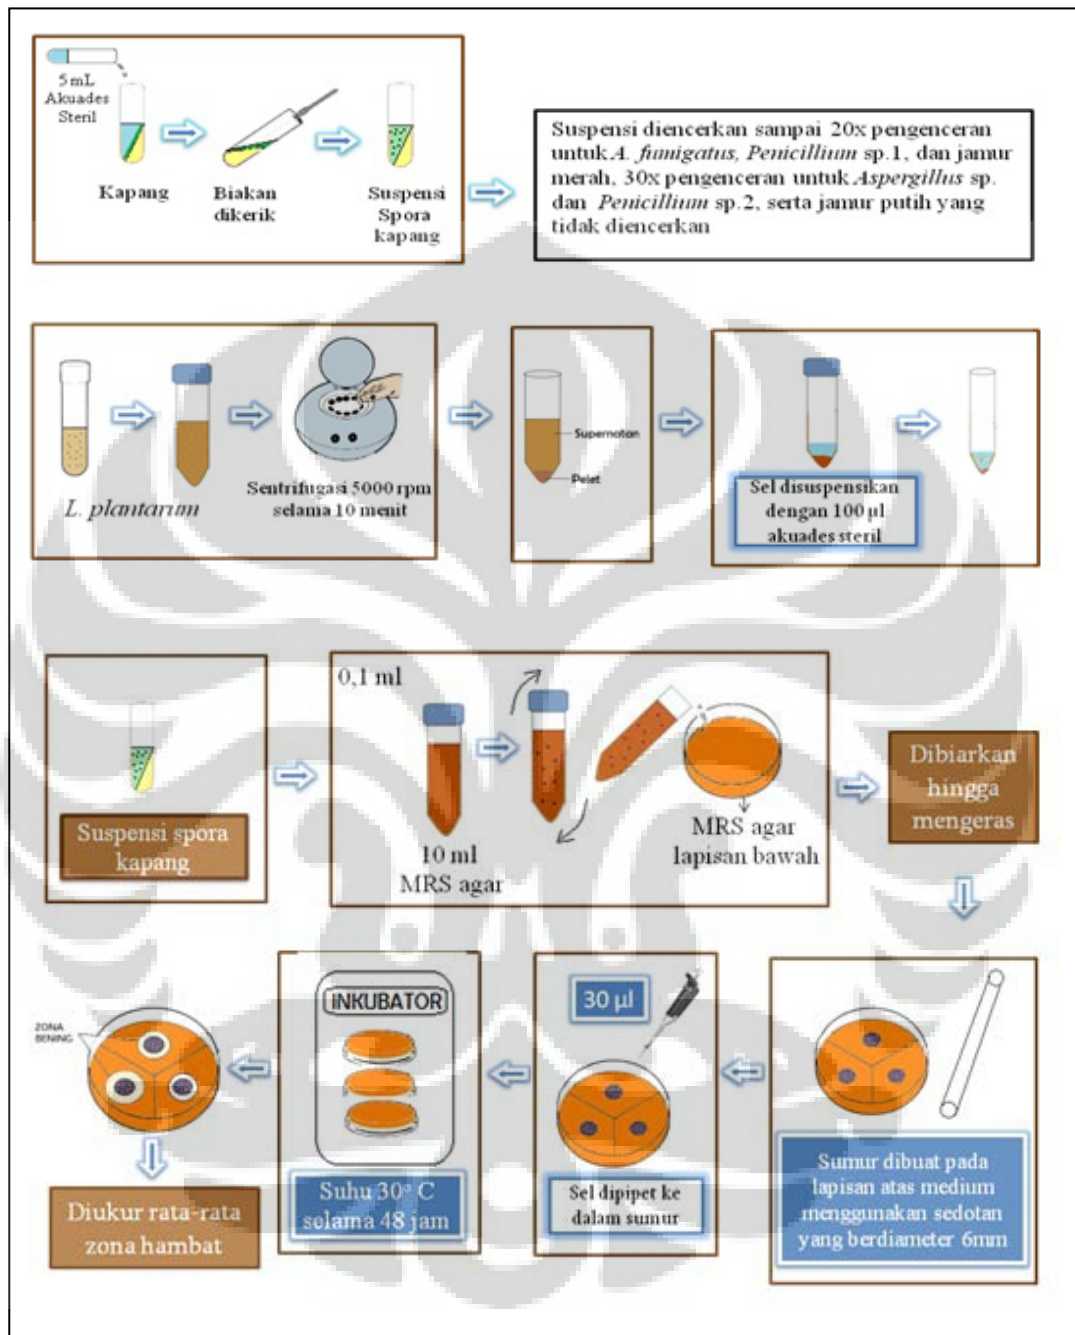 5 mL
Akuades
Steril
Kapang
Biakan
dikerik
Suspensi
Spora
kapang
Suspensi diencerkan sampai 20x pengenceran
untuk A. fumigatus, Penicillium sp.1, dan jamur
merah, 30x pengenceran untuk Aspergillus sp.
dan Penicillium sp.2, serta jamur putih yang
tidak diencerkan
L. plantarum
Sentrifugasi 5000 rpm
selama 10 menit
Supernatan
Pelet
Sel disuspensikan
dengan 100 µl
akuades steril
Suspensi spora
kapang
0,1 ml
10 ml
MRS agar
MRS agar
lapisan bawah
Dibiarkan
hingga
mengeras
ZONA
BENING
Diukur rata-rata
zona hambat
INKUBATOR
Suhu 30° C
selama 48 jam
30 µl
Sel dipipet ke
dalam sumur
Sumur dibuat pada
lapisan atas medium
menggunakan sedotan
yang berdiameter 6mm